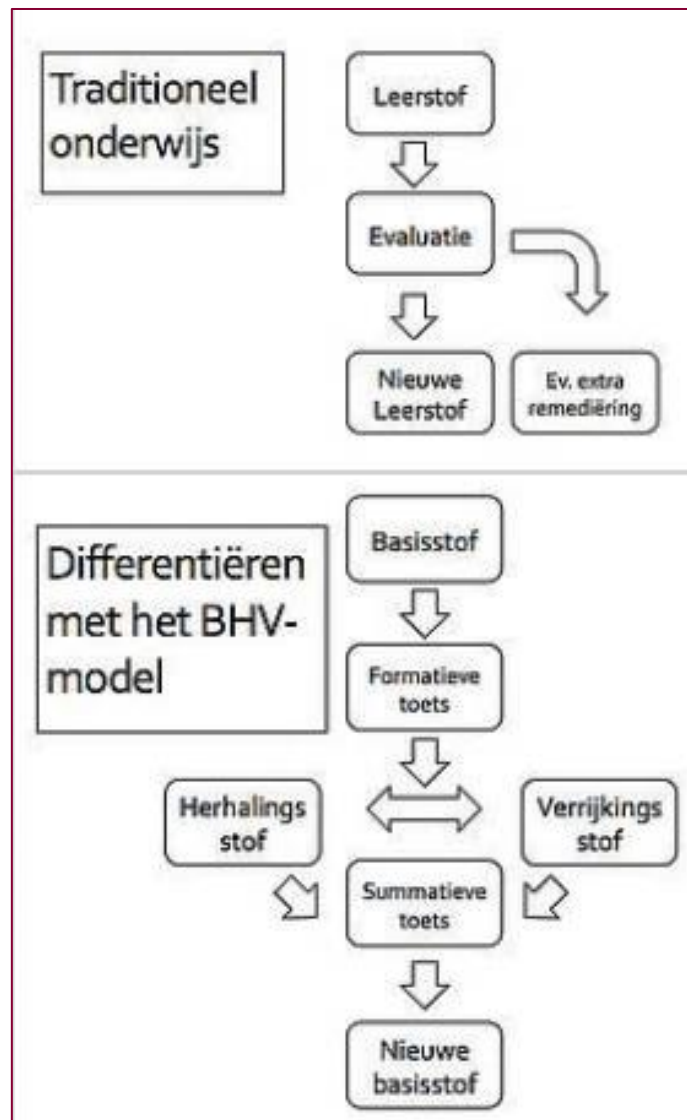 Traditioneel
onderwijs
Leerstof
Evaluatie
Nieuwe
Leerstof
Ev. extra
remediëring
Differentiëren
met het BHV-
model
Basisstof
Formatieve
toets
Herhalings
stof
Verrijkings
stof
Summatieve
toets
Nieuwe
basisstof